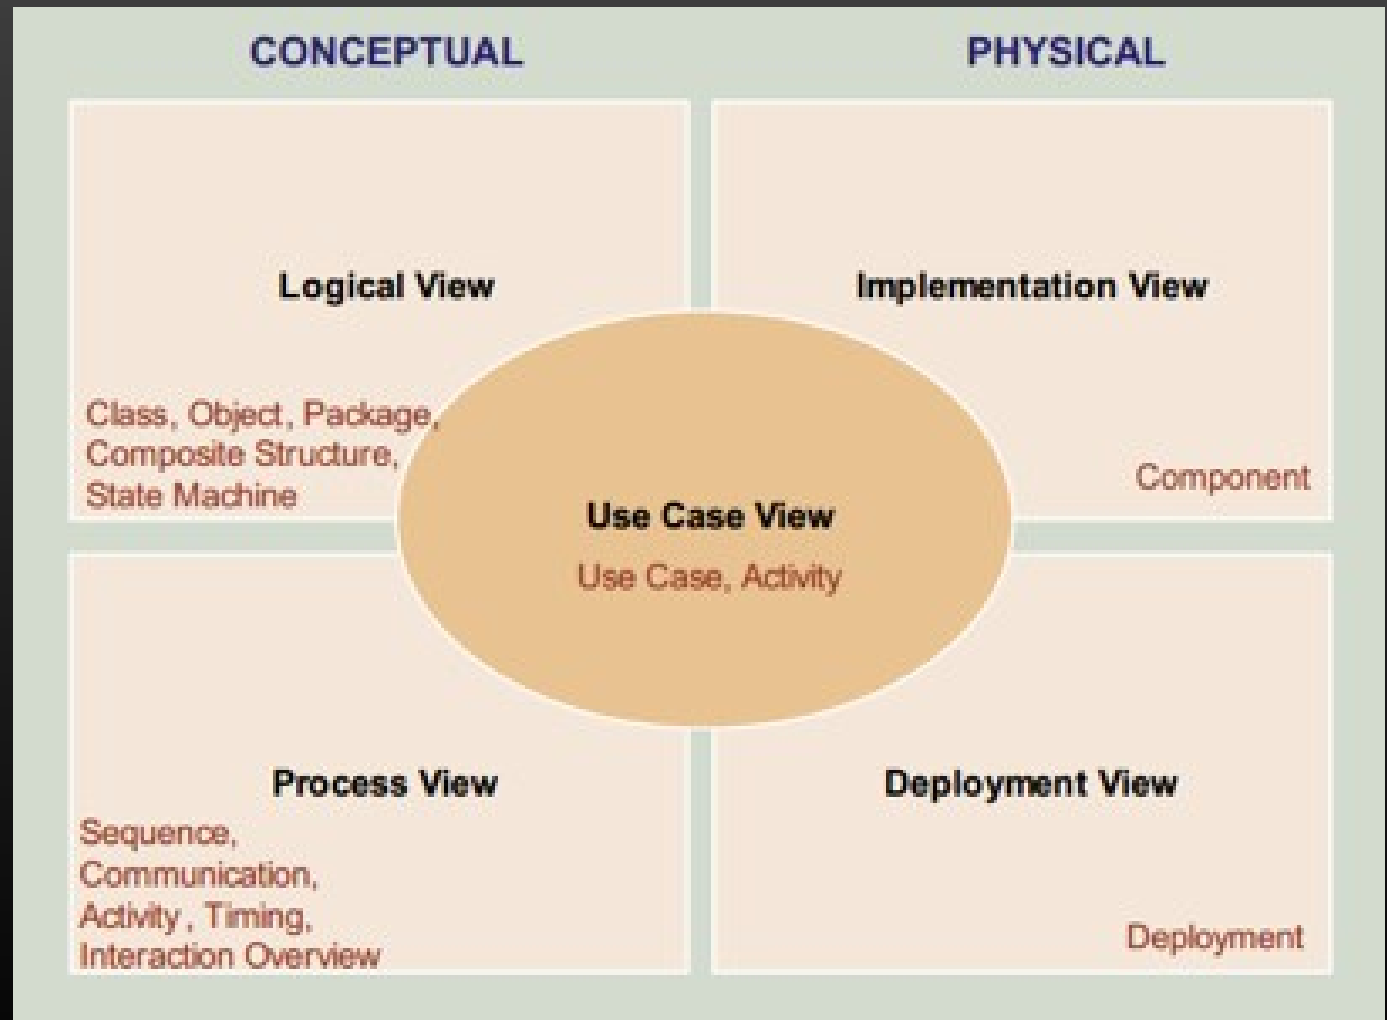 CONCEPTUAL
PHYSICAL
Logical View
Implementation View
Class, Object, Package,
Composite Structure,
State Machine
Component
Use Case View
Use Case, Activity
Process View
Deployment View
Sequence,
Communication,
Activity, Timing,
Interaction Overview
Deployment